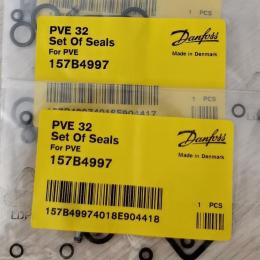 PVE 32
Set Of Seals
For PVE
157B4997
Danfoss
Made in Denmark
1 PCS
157B49974018E904417
PVE 32
Set Of Seals
For PVE
157B4997
Danfoss
Made in Denmark
1 PCS
157B49974018E904418